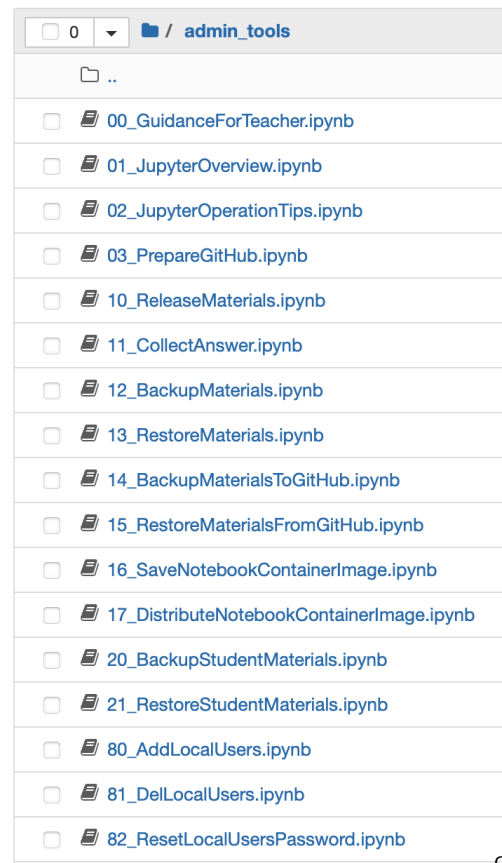 0 / admin_tools
..
00_GuidanceForTeacher.ipynb
01_JupyterOverview.ipynb
02_JupyterOperationTips.ipynb
03_PrepareGitHub.ipynb
10_ReleaseMaterials.ipynb
11_CollectAnswer.ipynb
12_BackupMaterials.ipynb
13_RestoreMaterials.ipynb
14_BackupMaterialsToGitHub.ipynb
15_RestoreMaterialsFromGitHub.ipynb
16_SaveNotebookContainerImage.ipynb
17_DistributeNotebookContainerImage.ipynb
20_BackupStudentMaterials.ipynb
21_RestoreStudentMaterials.ipynb
80_AddLocalUsers.ipynb
81_DelLocalUsers.ipynb
82_ResetLocalUsersPassword.ipynb